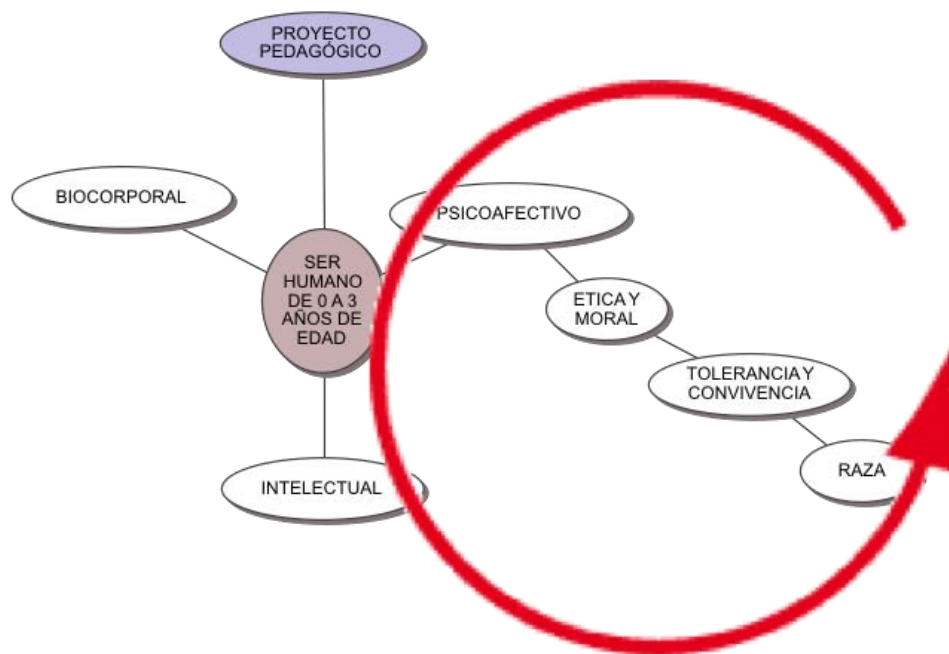 PROYECTO
PEDAGÓGICO
BIOCORPORAL
PSICOAFECTIVO
SER
HUMANO
DE 0 A 3
AÑOS DE
EDAD
ETICA Y
MORAL
TOLERANCIA Y
CONVIVENCIA
RAZA
INTELECTUAL